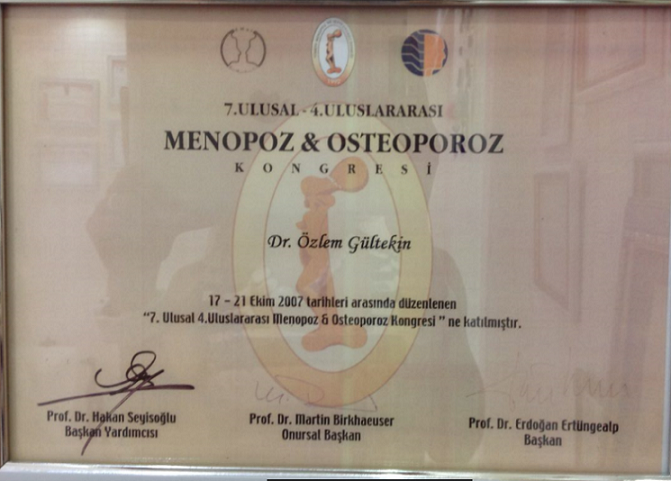 7.ULUSAL - 4.ULUSLARARASI
MENOPOZ & OSTEOPOROZ
KONGRESİ
Dr. Özlem Gültekin
17 - 21 Ekim 2007 tarihleri arasında düzenlenen
"7. Ulusal 4.Uluslararası Menopoz & Osteoporoz Kongresi " ne katılmıştır.
Prof. Dr. Hakan Seyisoğlu
Başkan Yardımcısı
Prof. Dr. Martin Birkhaeuser
Onursal Başkan
Prof. Dr. Erdoğan Ertüngealp
Başkan